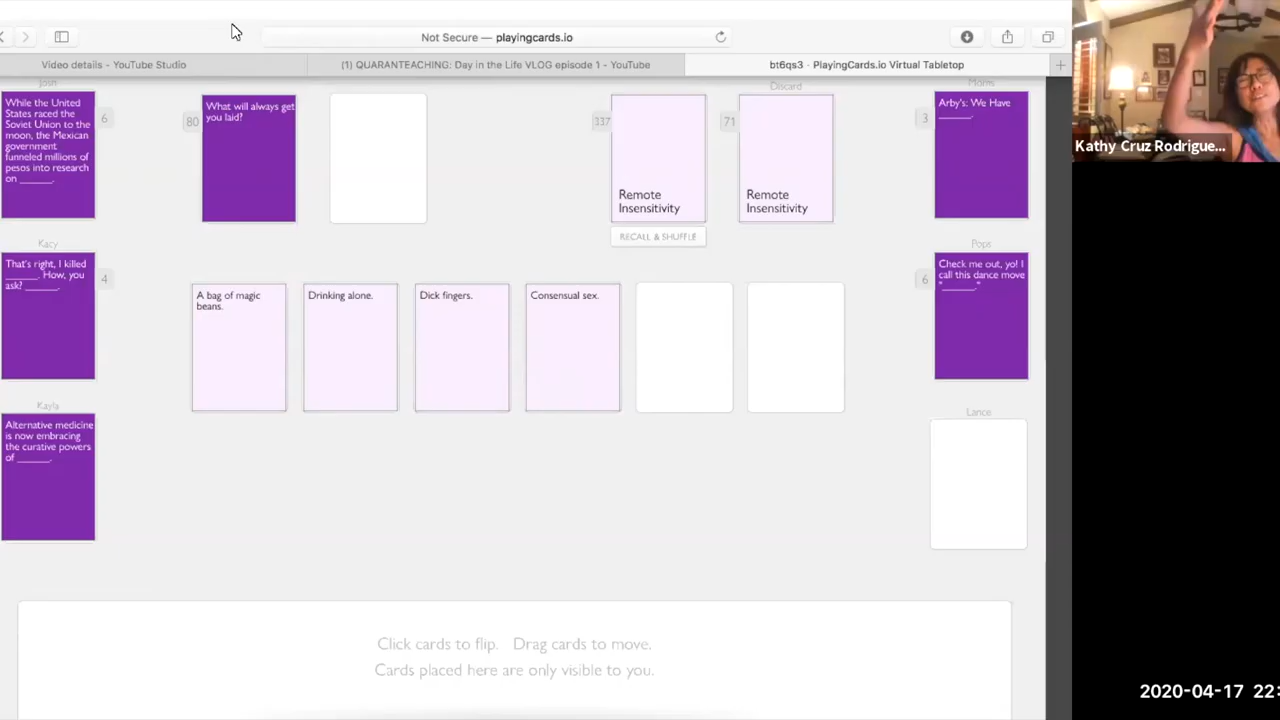 Not Secure — playingcards.io
Video details - YouTube Studio
(1) QUARANTEACHING: Day in the Life VLOG episode 1 - YouTube
bt6qs3 · PlayingCards.io Virtual Tabletop
+
Josh
While the United
States raced the
Soviet Union to the
moon, the Mexican
government
funneled millions of
pesos into research
on ______.
6
80
What will always get
you laid?
337
Remote
Insensitivity
RECALL & SHUFFLE
71
Discard
Remote
Insensitivity
3
Moms
Arby's: We Have
______.
Kathy Cruz Rodrigue...
Kacy
That's right, I killed
______. How, you
ask? ______.
4
A bag of magic
beans.
Drinking alone.
Dick fingers.
Consensual sex.
6
Pops
Check me out, yo! I
call this dance move
"______."
Kayla
Alternative medicine
is now embracing
the curative powers
of ______.
Lance
Click cards to flip. Drag cards to move.
Cards placed here are only visible to you.
2020-04-17 22: